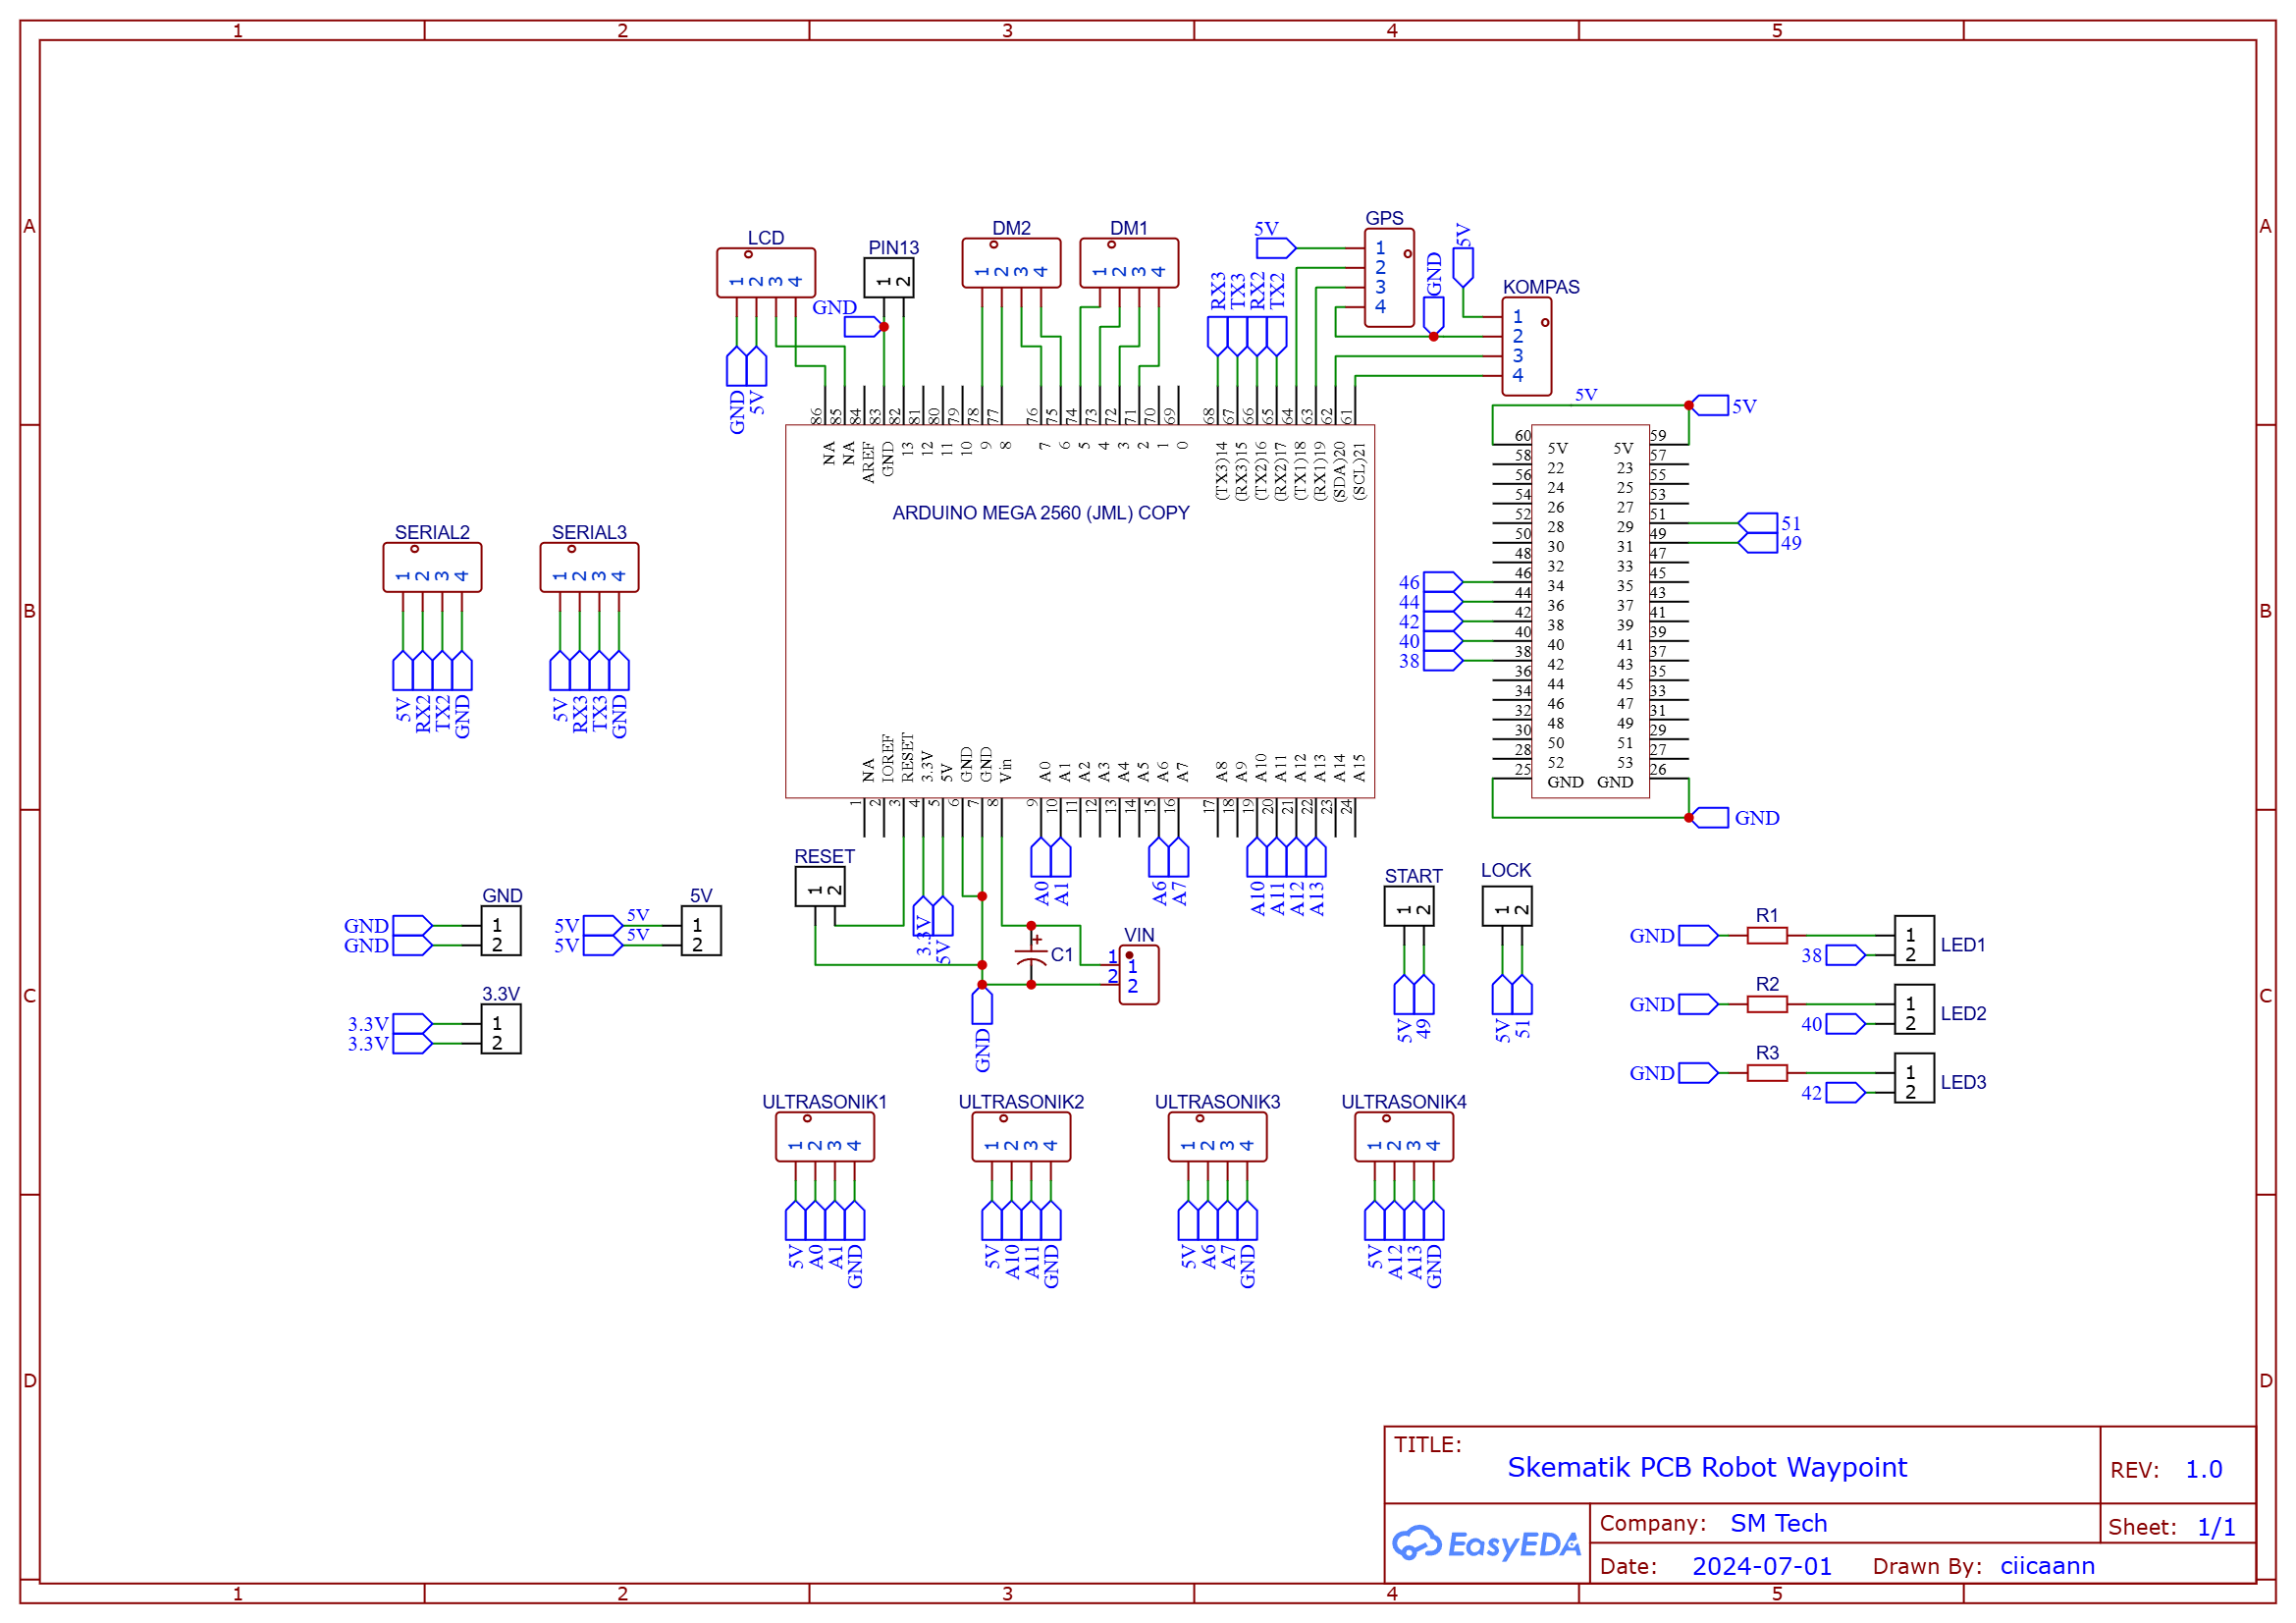 1 2 3 4 5
A A
B B
C C
D D
LCD
1 2 3 4
GND 5V
PIN13
1 2
GND
DM2
1 2 3 4
DM1
1 2 3 4
GPS
1
2
3
4
5V
RX3 TX3 RX2 TX2
GND
5V
KOMPAS
1
2
3
4
86 85 84 83 82 81 80 79 78 77 76 75 74 73 72 71 70 69 68 67 66 65 64 63 62 61
NA NA AREF GND 13 12 11 10 9 8 7 6 5 4 3 2 1 0 (TX3)14 (RX3)15 (TX2)16 (RX2)17 (TX1)18 (RX1)19 (SDA)20 (SCL)21
ARDUINO MEGA 2560 (JML) COPY
NA IOREF RESET 3.3V 5V GND GND Vin A0 A1 A2 A3 A4 A5 A6 A7 A8 A9 A10 A11 A12 A13 A14 A15
1 2 3 4 5 6 7 8 9 10 11 12 13 14 15 16 17 18 19 20 21 22 23 24
A0 A1 A6 A7 A10 A11 A12 A13
5V
5V
60 5V 5V 59
58 22 23 57
56 24 25 55
54 26 27 53
52 28 29 51
50 30 31 49
48 32 33 47
46 34 35 45
44 36 37 43
42 38 39 41
40 40 41 39
38 42 43 37
36 44 45 35
34 46 47 33
32 48 49 31
30 50 51 29
28 52 53 27
25 GND GND 26
51
49
46
44
42
40
38
GND
SERIAL2
1 2 3 4
5V RX2 TX2 GND
SERIAL3
1 2 3 4
5V RX3 TX3 GND
RESET
1 2
3.3V 5V
+
C1
VIN
1 1
2 2
GND
GND
GND 1
GND 2
5V
5V 5V 1
5V 5V 2
3.3V
3.3V 1
3.3V 2
START
1 2
5V 49
LOCK
1 2
5V 51
R1
GND 1
38 2
LED1
R2
GND 1
40 2
LED2
R3
GND 1
42 2
LED3
ULTRASONIK1
1 2 3 4
5V A0 A1 GND
ULTRASONIK2
1 2 3 4
5V A10 A11 GND
ULTRASONIK3
1 2 3 4
5V A6 A7 GND
ULTRASONIK4
1 2 3 4
5V A12 A13 GND
TITLE:
Skematik PCB Robot Waypoint
REV: 1.0
EasyEDA
Company: SM Tech
Sheet: 1/1
Date: 2024-07-01 Drawn By: ciicaann
1 2 3 4 5